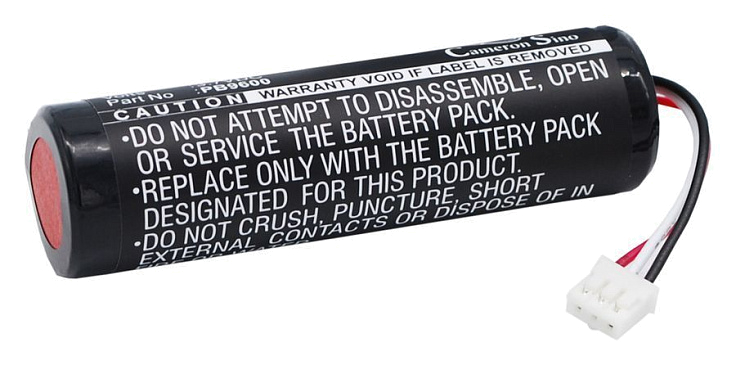 Cameron Sino
Part No :PB9600
WARRANTY VOID IF LABEL IS REMOVED
CAUTION
•DO NOT ATTEMPT TO DISASSEMBLE, OPEN
OR SERVICE THE BATTERY PACK.
•REPLACE ONLY WITH THE BATTERY PACK
DESIGNATED FOR THIS PRODUCT.
•DO NOT CRUSH, PUNCTURE, SHORT
EXTERNAL CONTACTS OR DISPOSE OF IN